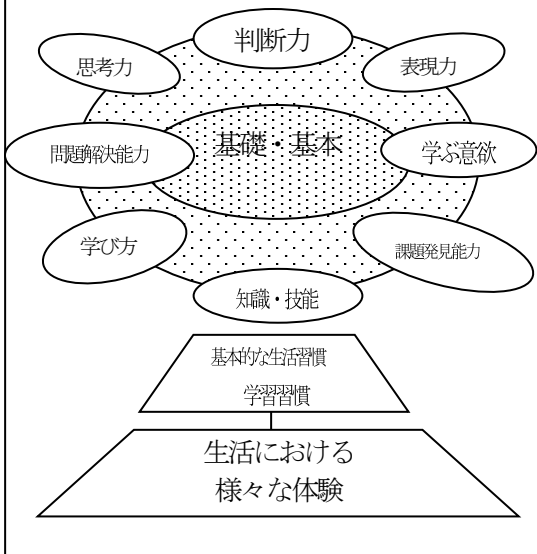 判断力
思考力
表現力
基礎・基本
問題解決能力
学ぶ意欲
学び方
課題発見能力
知識・技能
基本的な生活習慣
学習習慣
生活における
様々な体験